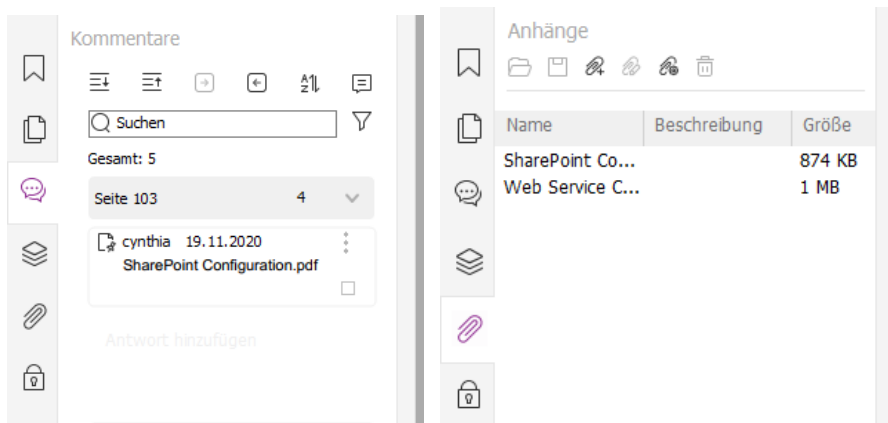 Kommentare
Suchen
Gesamt: 5
Seite 103 4
cynthia 19.11.2020
SharePoint Configuration.pdf
Antwort hinzufügen
Anhänge
Name Beschreibung Größe
SharePoint Co... 874 KB
Web Service C... 1 MB